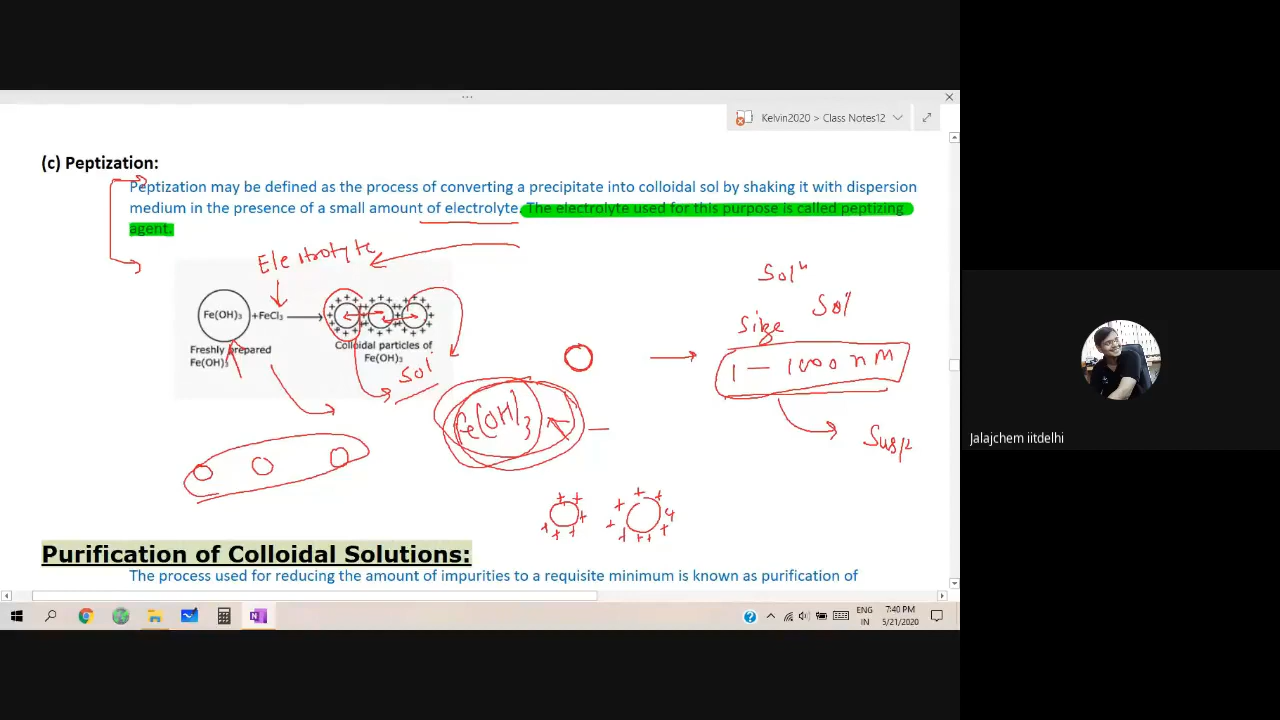 Kelvin2020 > Class Notes12
(c) Peptization:
Peptization may be defined as the process of converting a precipitate into colloidal sol by shaking it with dispersion
medium in the presence of a small amount of electrolyte. The electrolyte used for this purpose is called peptizing
agent.
Electrolyte
Fe(OH)₃ +FeCl₃
Freshly prepared
Fe(OH)₃
Colloidal particles of
Fe(OH)₃
Sol
Solⁿ
Sol
Size
1 – 1000 nm
Susp
Fe(OH)3
Purification of Colloidal Solutions:
The process used for reducing the amount of impurities to a requisite minimum is known as purification of
ENG
IN
7:40 PM
5/21/2020
Jalajchem iitdelhi